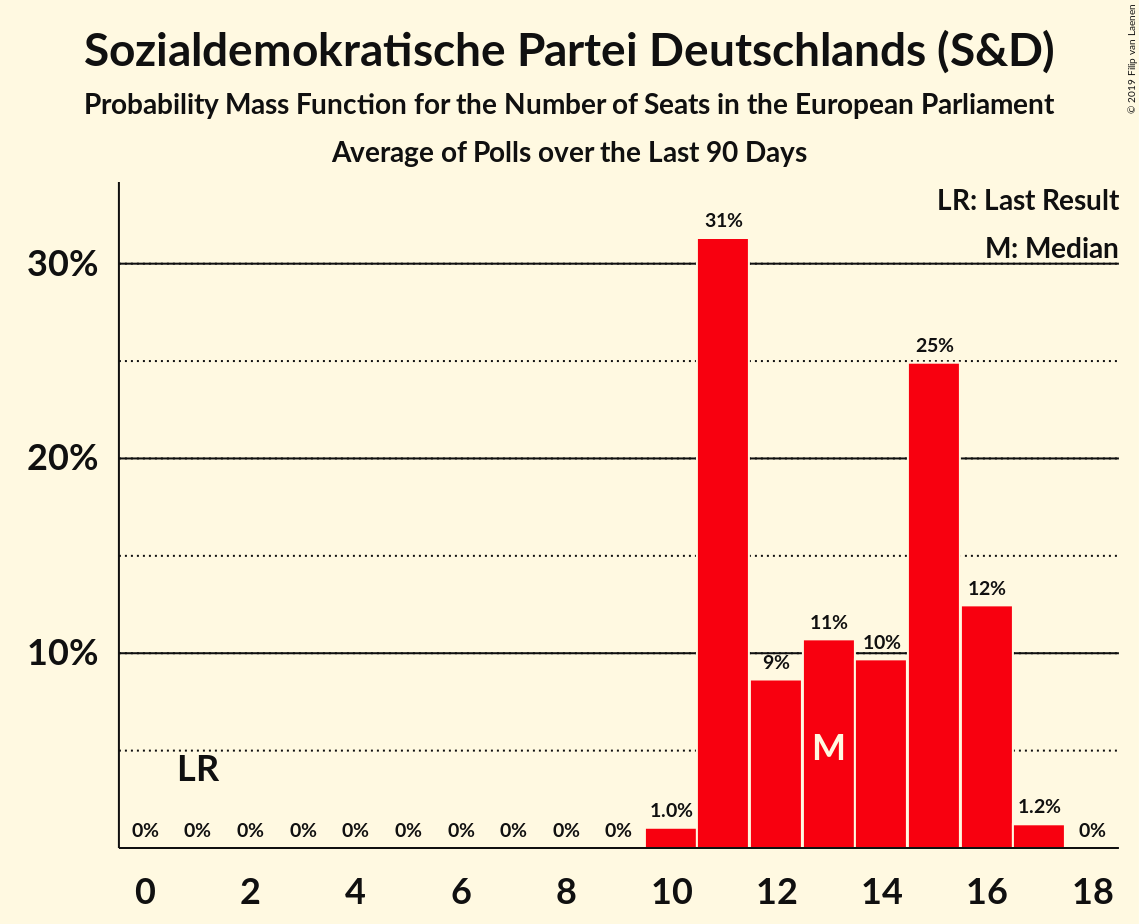 Sozialdemokratische Partei Deutschlands (S&D)
Probability Mass Function for the Number of Seats in the European Parliament
Average of Polls over the Last 90 Days
© 2019 Filip van Laenen
LR: Last Result
M: Median
31%
30%
25%
20%
12%
11%
10%
10%
9%
M
LR
0% 0% 0% 0% 0% 0% 0% 0% 0% 0% 1.0% 1.2% 0%
0 2 4 6 8 10 12 14 16 18